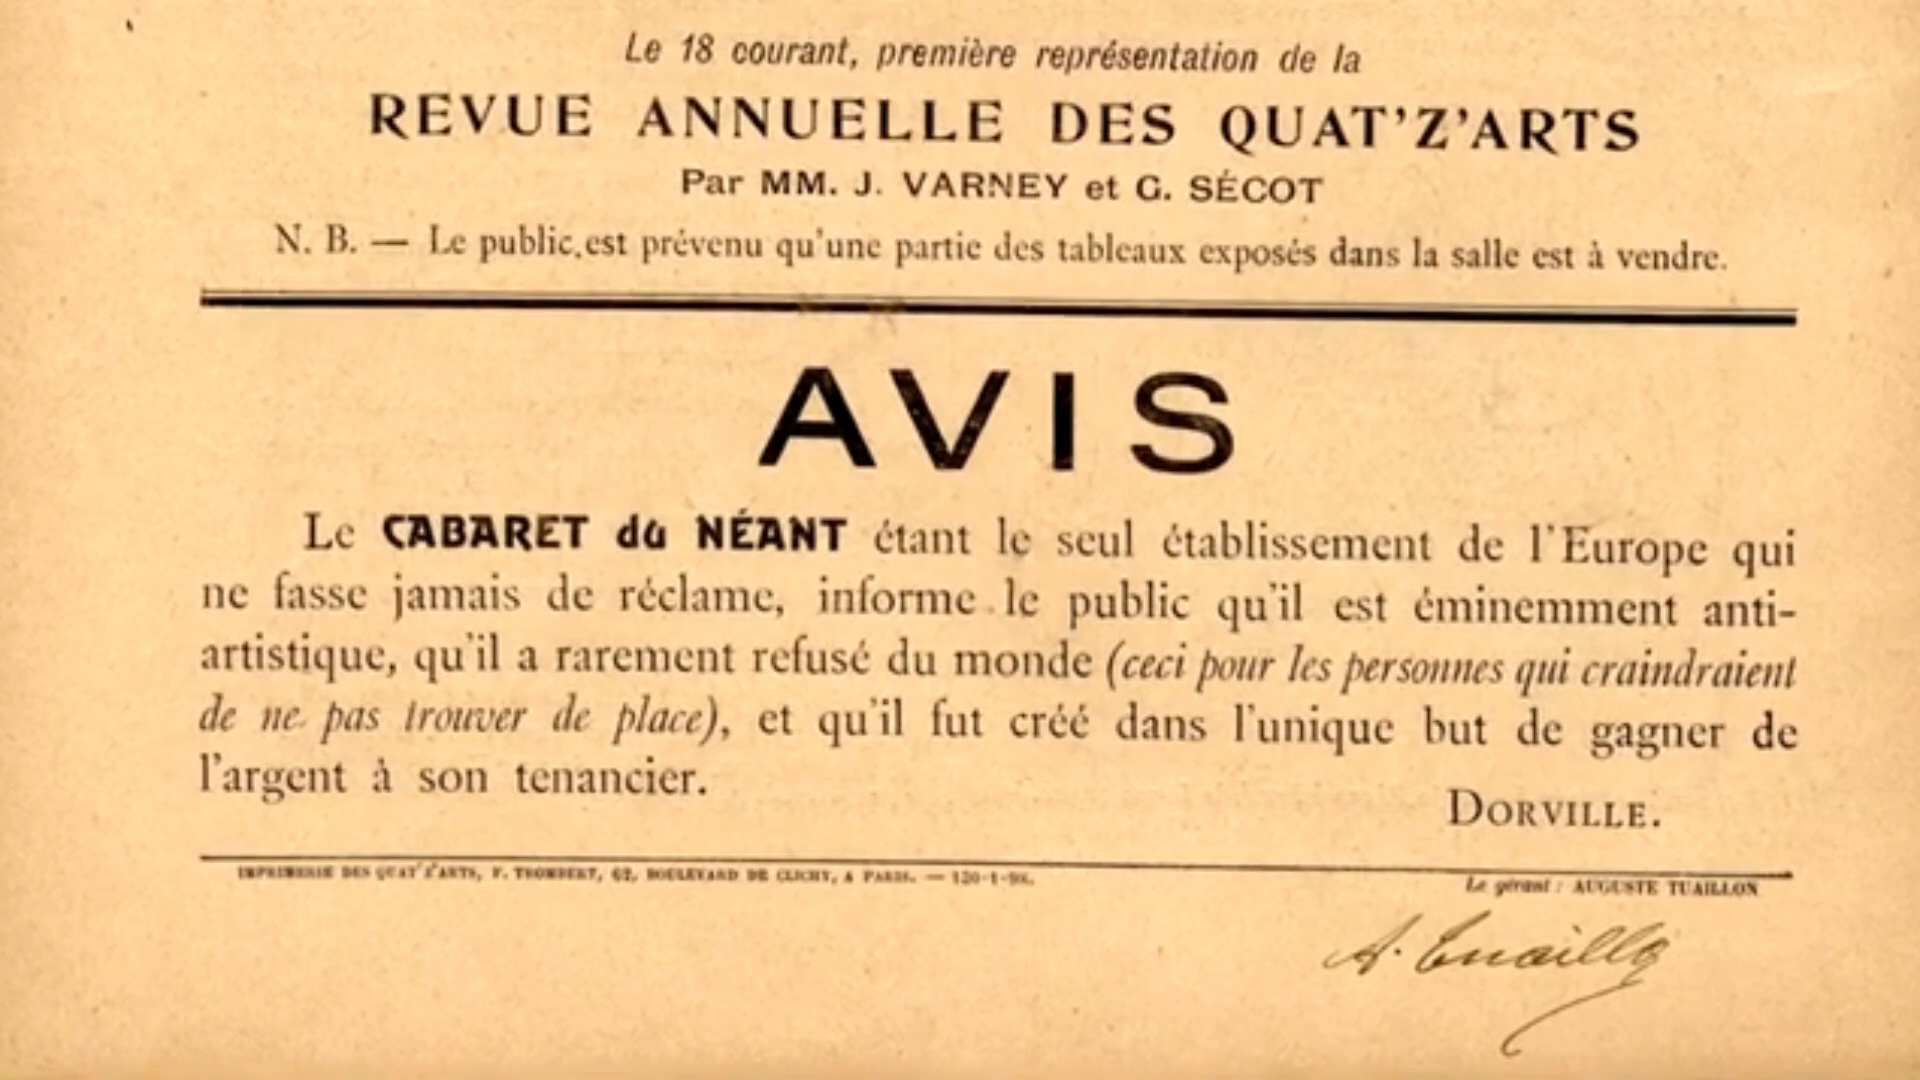 Le 18 courant, première représentation de la
REVUE ANNUELLE DES QUAT'Z'ARTS
Par MM. J. VARNEY et G. SÉCOT
N. B. — Le public est prévenu qu'une partie des tableaux exposés dans la salle est à vendre.
AVIS
Le CABARET du NÉANT étant le seul établissement de l'Europe qui
ne fasse jamais de réclame, informe le public qu'il est éminemment anti-
artistique, qu'il a rarement refusé du monde (ceci pour les personnes qui craindraient
de ne pas trouver de place), et qu'il fut créé dans l'unique but de gagner de
l'argent à son tenancier.
DORVILLE.
IMPRIMERIE DES QUAT'Z'ARTS, F. TROMBERT, 62, BOULEVARD DE CLICHY, A PARIS. — 130-1-98.
Le gérant : AUGUSTE TUAILLON
A. Tuaillon